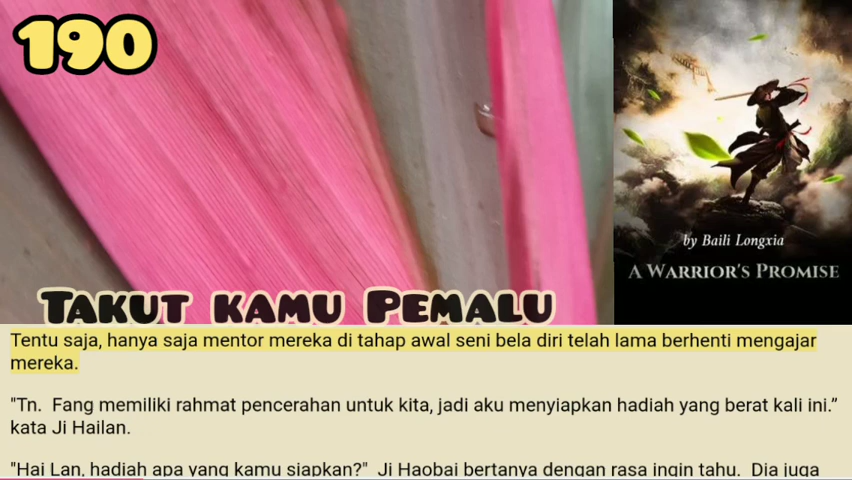 190
by Baili Longxia
A WARRIOR'S PROMISE
TAKUT KAMU PEMALU
Tentu saja, hanya saja mentor mereka di tahap awal seni bela diri telah lama berhenti mengajar
mereka.
"Tn.  Fang memiliki rahmat pencerahan untuk kita, jadi aku menyiapkan hadiah yang berat kali ini.”
kata Ji Hailan.
"Hai Lan, hadiah apa yang kamu siapkan?"  Ji Haobai bertanya dengan rasa ingin tahu.  Dia juga